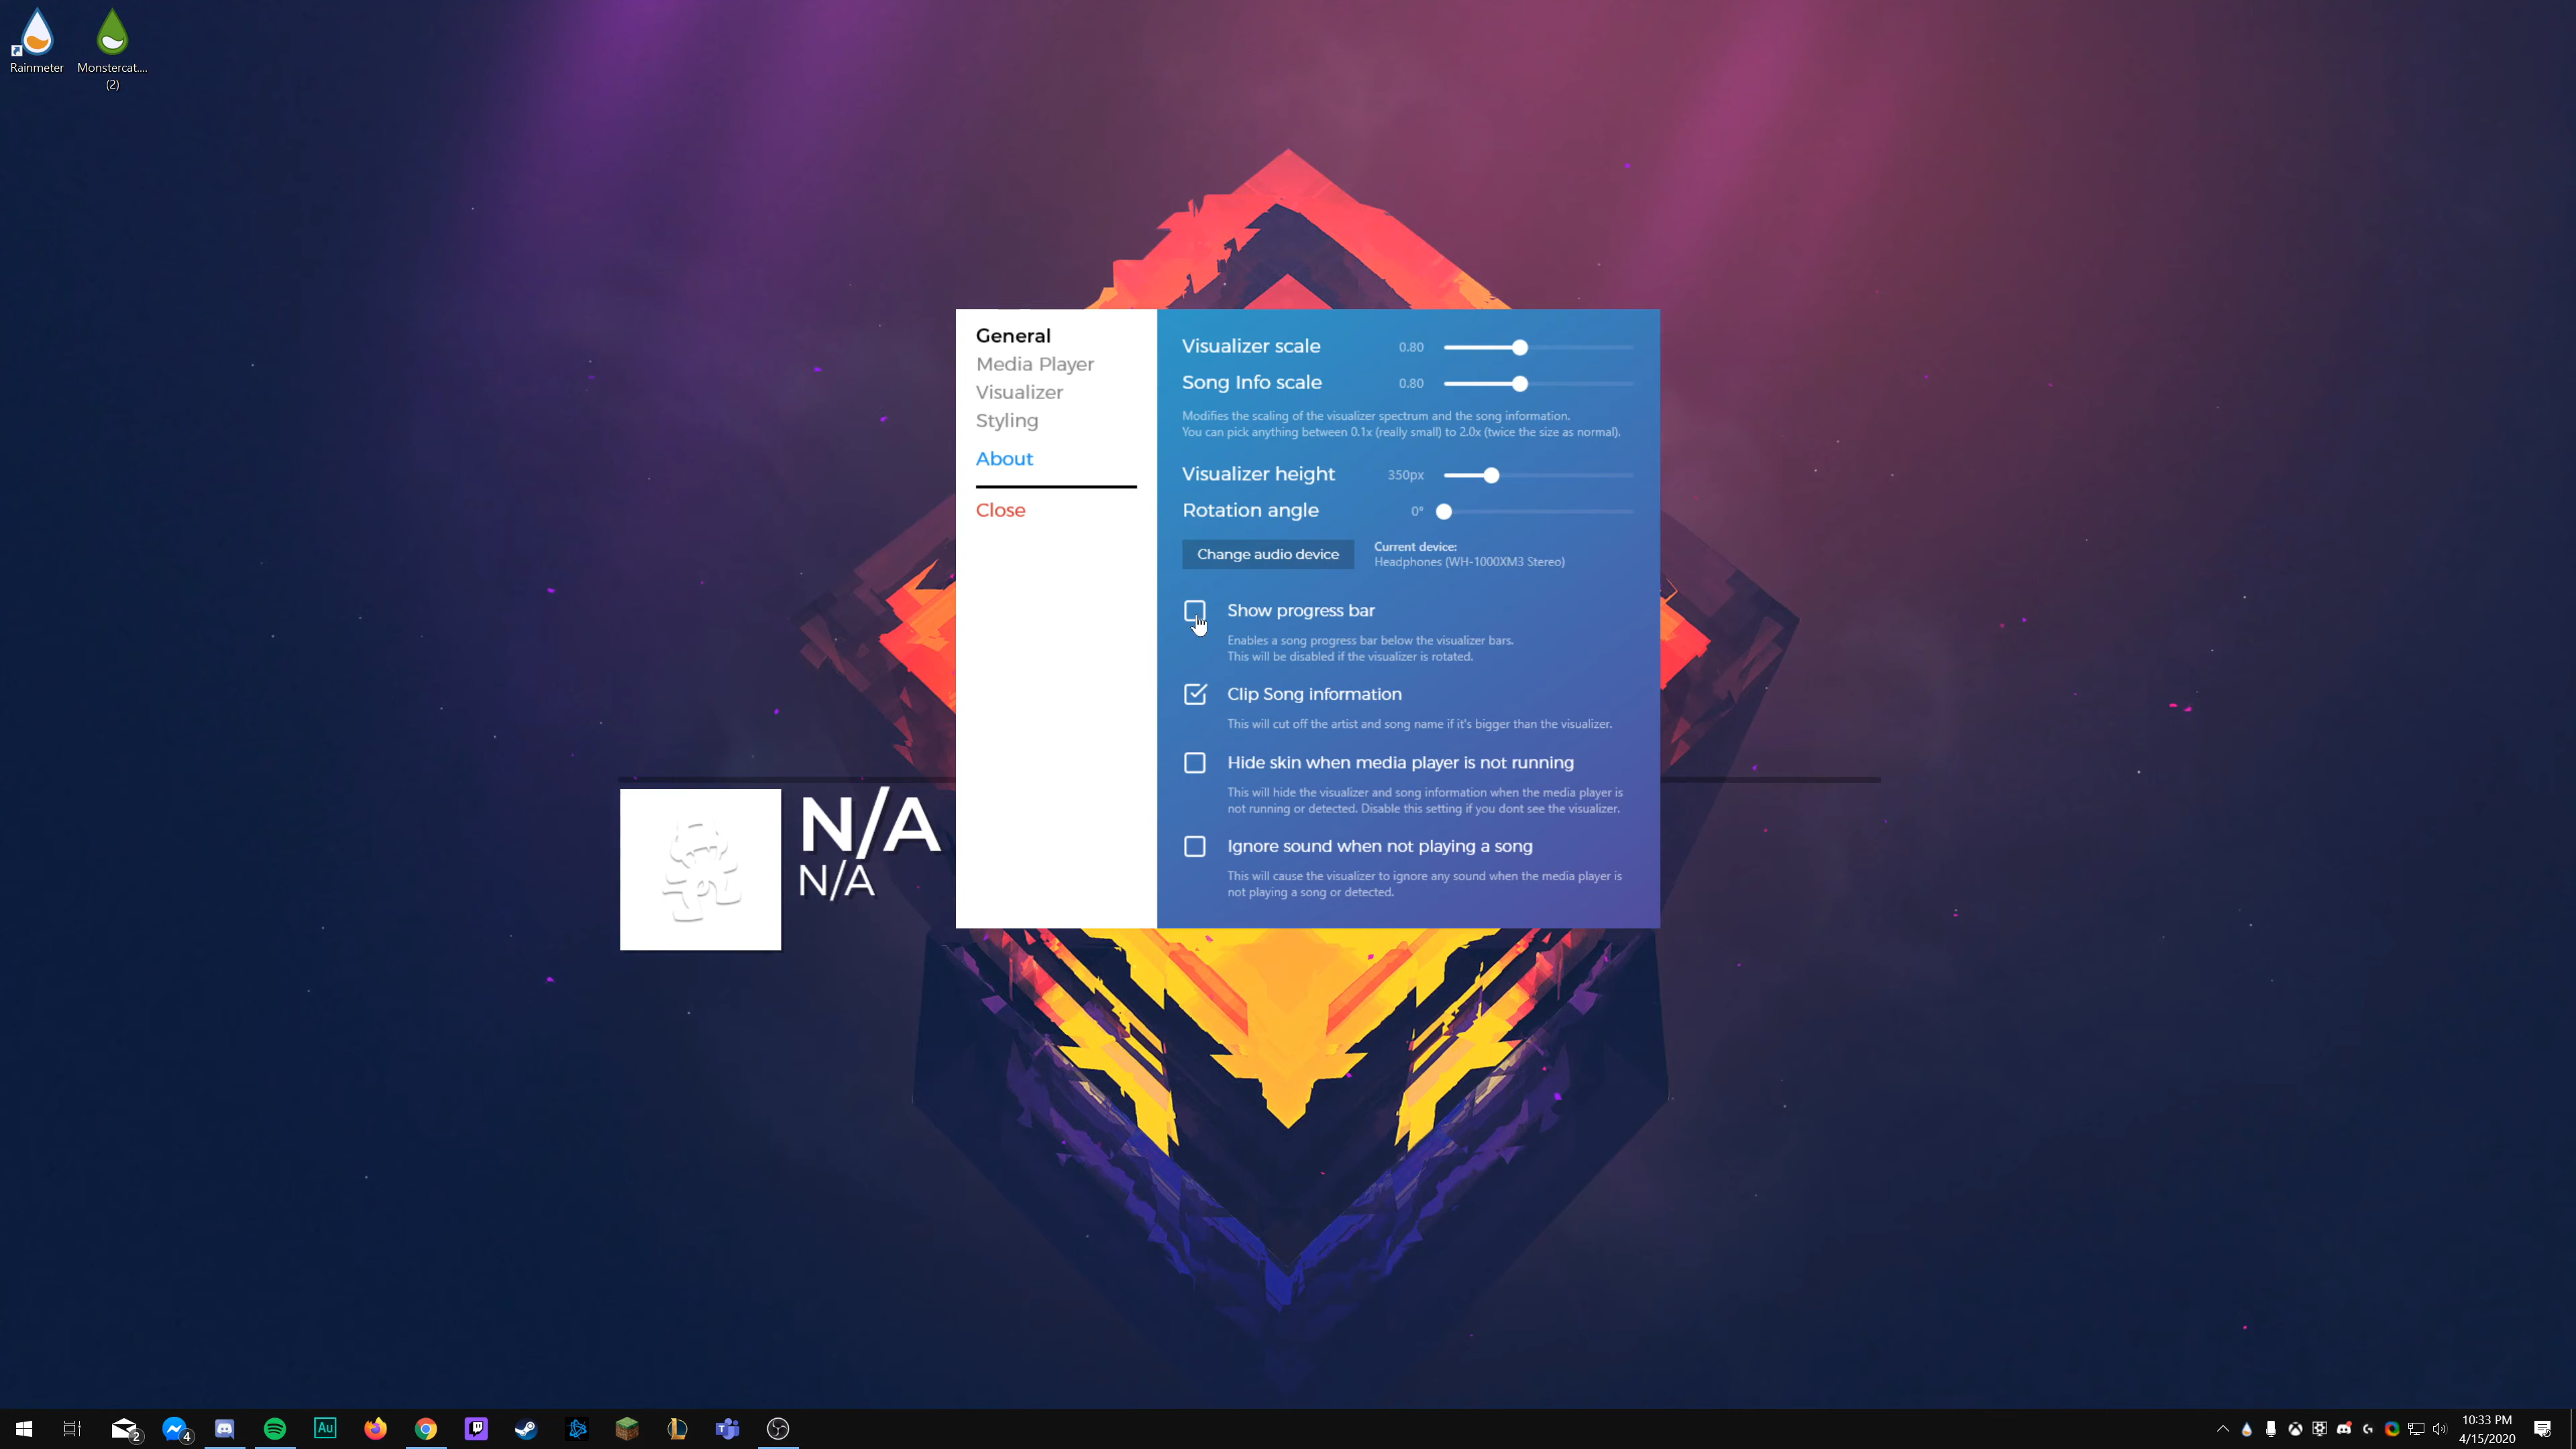 Rainmeter
Monstercat....
(2)
General
Media Player
Visualizer
Styling
About
Close
Visualizer scale 0.80
Song Info scale 0.80
Modifies the scaling of the visualizer spectrum and the song information.
You can pick anything between 0.1x (really small) to 2.0x (twice the size as normal).
Visualizer height 350px
Rotation angle 0°
Change audio device
Current device:
Headphones (WH-1000XM3 Stereo)
Show progress bar
Enables a song progress bar below the visualizer bars.
This will be disabled if the visualizer is rotated.
Clip Song information
This will cut off the artist and song name if it's bigger than the visualizer.
Hide skin when media player is not running
This will hide the visualizer and song information when the media player is
not running or detected. Disable this setting if you dont see the visualizer.
Ignore sound when not playing a song
This will cause the visualizer to ignore any sound when the media player is
not playing a song or detected.
N/A
N/A
2
4
Au
10:33 PM
4/15/2020